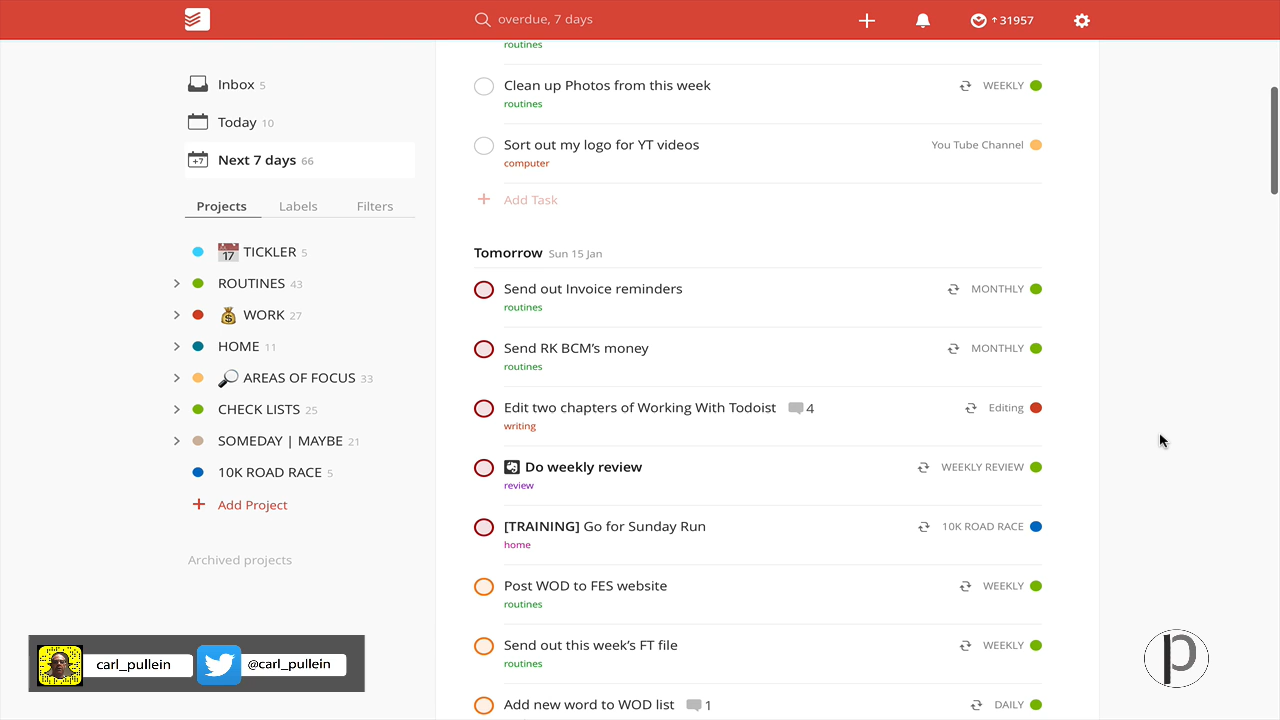 overdue, 7 days
↑31957
Inbox 5
Today 10
+7 Next 7 days 66
Projects Labels Filters
17 TICKLER 5
ROUTINES 43
WORK 27
HOME 11
AREAS OF FOCUS 33
CHECK LISTS 25
SOMEDAY | MAYBE 21
10K ROAD RACE 5
+ Add Project
Archived projects
routines
Clean up Photos from this week WEEKLY
routines
Sort out my logo for YT videos You Tube Channel
computer
+ Add Task
Tomorrow Sun 15 Jan
Send out Invoice reminders MONTHLY
routines
Send RK BCM’s money MONTHLY
routines
Edit two chapters of Working With Todoist 4 Editing
writing
Do weekly review WEEKLY REVIEW
review
[TRAINING] Go for Sunday Run 10K ROAD RACE
home
Post WOD to FES website WEEKLY
routines
Send out this week’s FT file WEEKLY
routines
Add new word to WOD list 1 DAILY
carl_pullein @carl_pullein
p